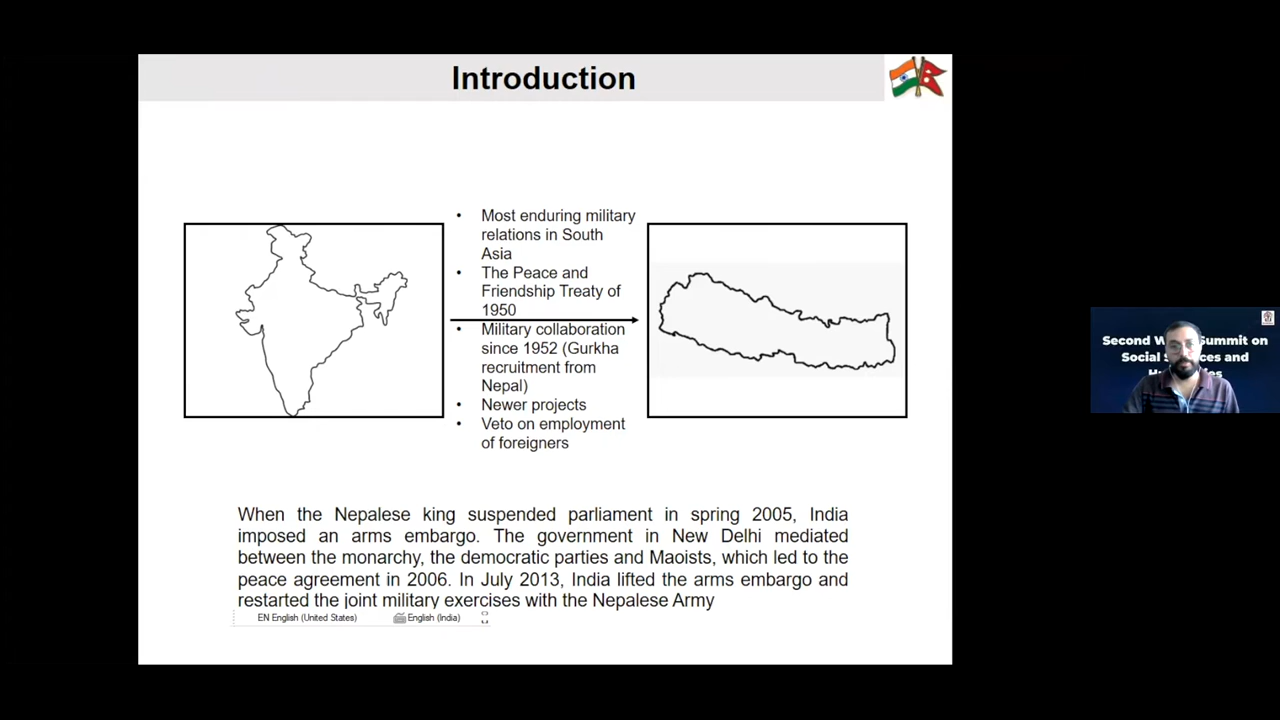 Introduction
Most enduring military
relations in South
Asia
The Peace and
Friendship Treaty of
1950
Military collaboration
since 1952 (Gurkha
recruitment from
Nepal)
Newer projects
Veto on employment
of foreigners
When the Nepalese king suspended parliament in spring 2005, India
imposed an arms embargo. The government in New Delhi mediated
between the monarchy, the democratic parties and Maoists, which led to the
peace agreement in 2006. In July 2013, India lifted the arms embargo and
restarted the joint military exercises with the Nepalese Army
EN English (United States) English (India)
Second Summit on
Social and